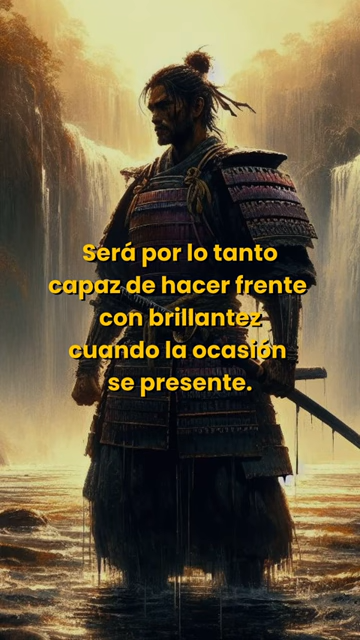 Será por lo tanto
capaz de hacer frente
con brillantez
cuando la ocasión
se presente.